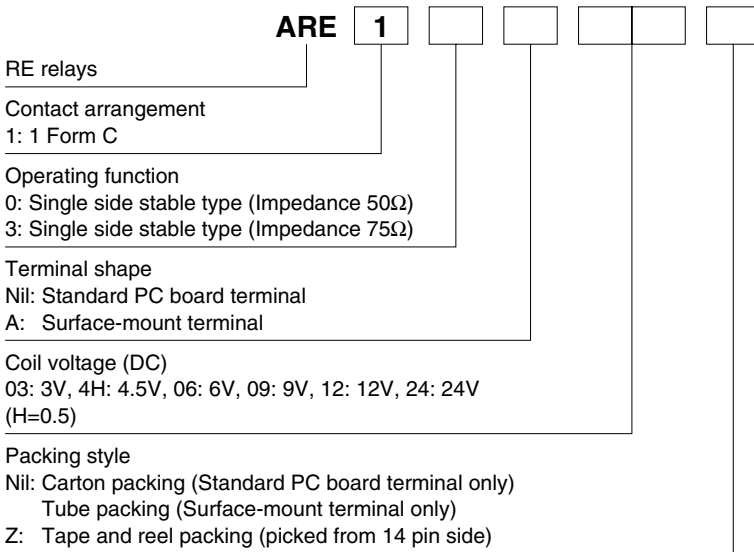 ARE 1
RE relays
Contact arrangement
1: 1 Form C
Operating function
0: Single side stable type (Impedance 50Ω)
3: Single side stable type (Impedance 75Ω)
Terminal shape
Nil: Standard PC board terminal
A: Surface-mount terminal
Coil voltage (DC)
03: 3V, 4H: 4.5V, 06: 6V, 09: 9V, 12: 12V, 24: 24V
(H=0.5)
Packing style
Nil: Carton packing (Standard PC board terminal only)
Tube packing (Surface-mount terminal only)
Z: Tape and reel packing (picked from 14 pin side)